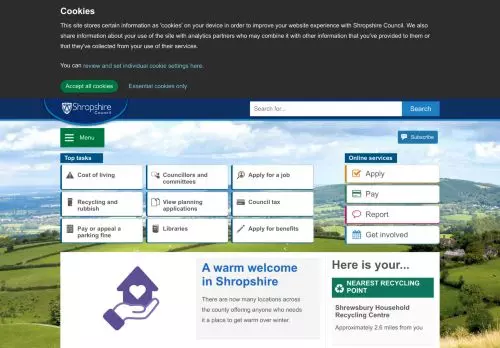 Cookies
This site stores certain information as 'cookies' on your device in order to improve your website experience with Shropshire Council. We also
share information about your use of the site with analytics partners who may combine it with other information that you've provided to them or
that they've collected from your use of their services.
You can review and set individual cookie settings here.
Accept all cookies
Essential cookies only
Shropshire
Council
Search for...
Search
Menu
Subscribe
Top tasks
Cost of living
Councillors and
committees
Apply for a job
Recycling and
rubbish
View planning
applications
Council tax
Pay or appeal a
parking fine
Libraries
Apply for benefits
Online services
Apply
Pay
Report
Get involved
A warm welcome
in Shropshire
There are now many locations across
the county offering anyone who
needs it a place to get warm over winter.
Here is your...
NEAREST RECYCLING
POINT
Shrewsbury Household
Recycling Centre
Approximately 2.6 miles from you